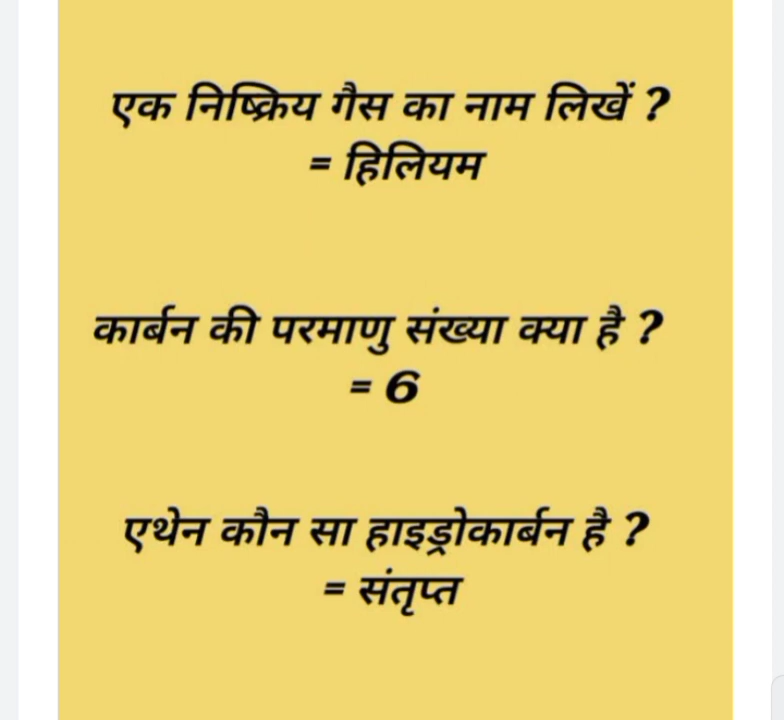 एक निष्क्रिय गैस का नाम लिखें ?
= हिलियम
कार्बन की परमाणु संख्या क्या है ?
= 6
एथेन कौन सा हाइड्रोकार्बन है ?
= संतृप्त